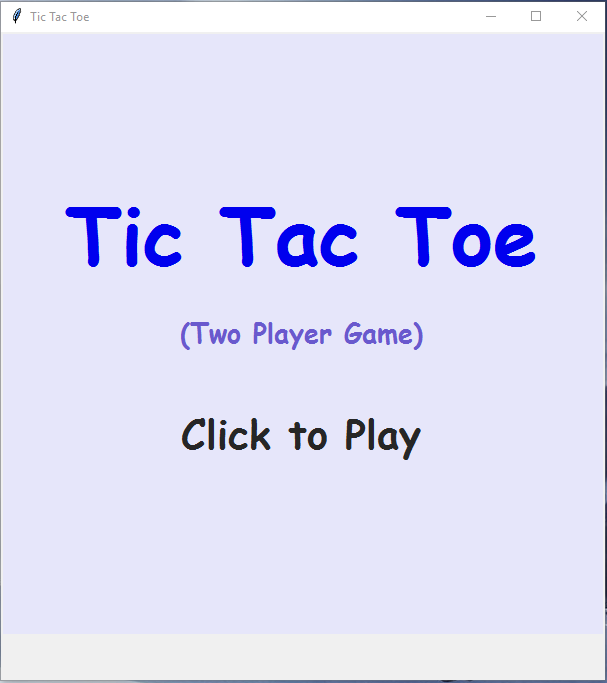 Tic Tac Toe
Tic Tac Toe
(Two Player Game)
Click to Play